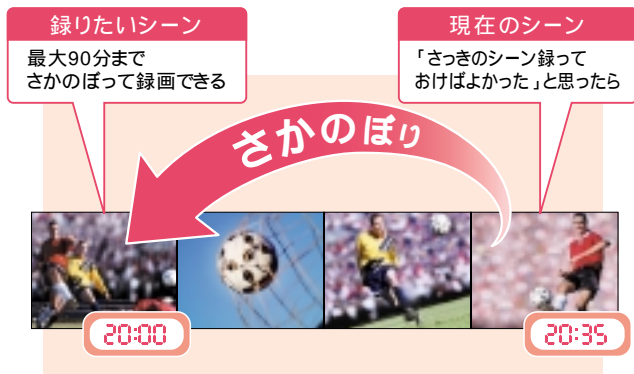 録りたいシーン
最大90分まで
さかのぼって録画できる
現在のシーン
「さっきのシーン録って
おけばよかった」と思ったら
さかのぼり
20:00
20:35